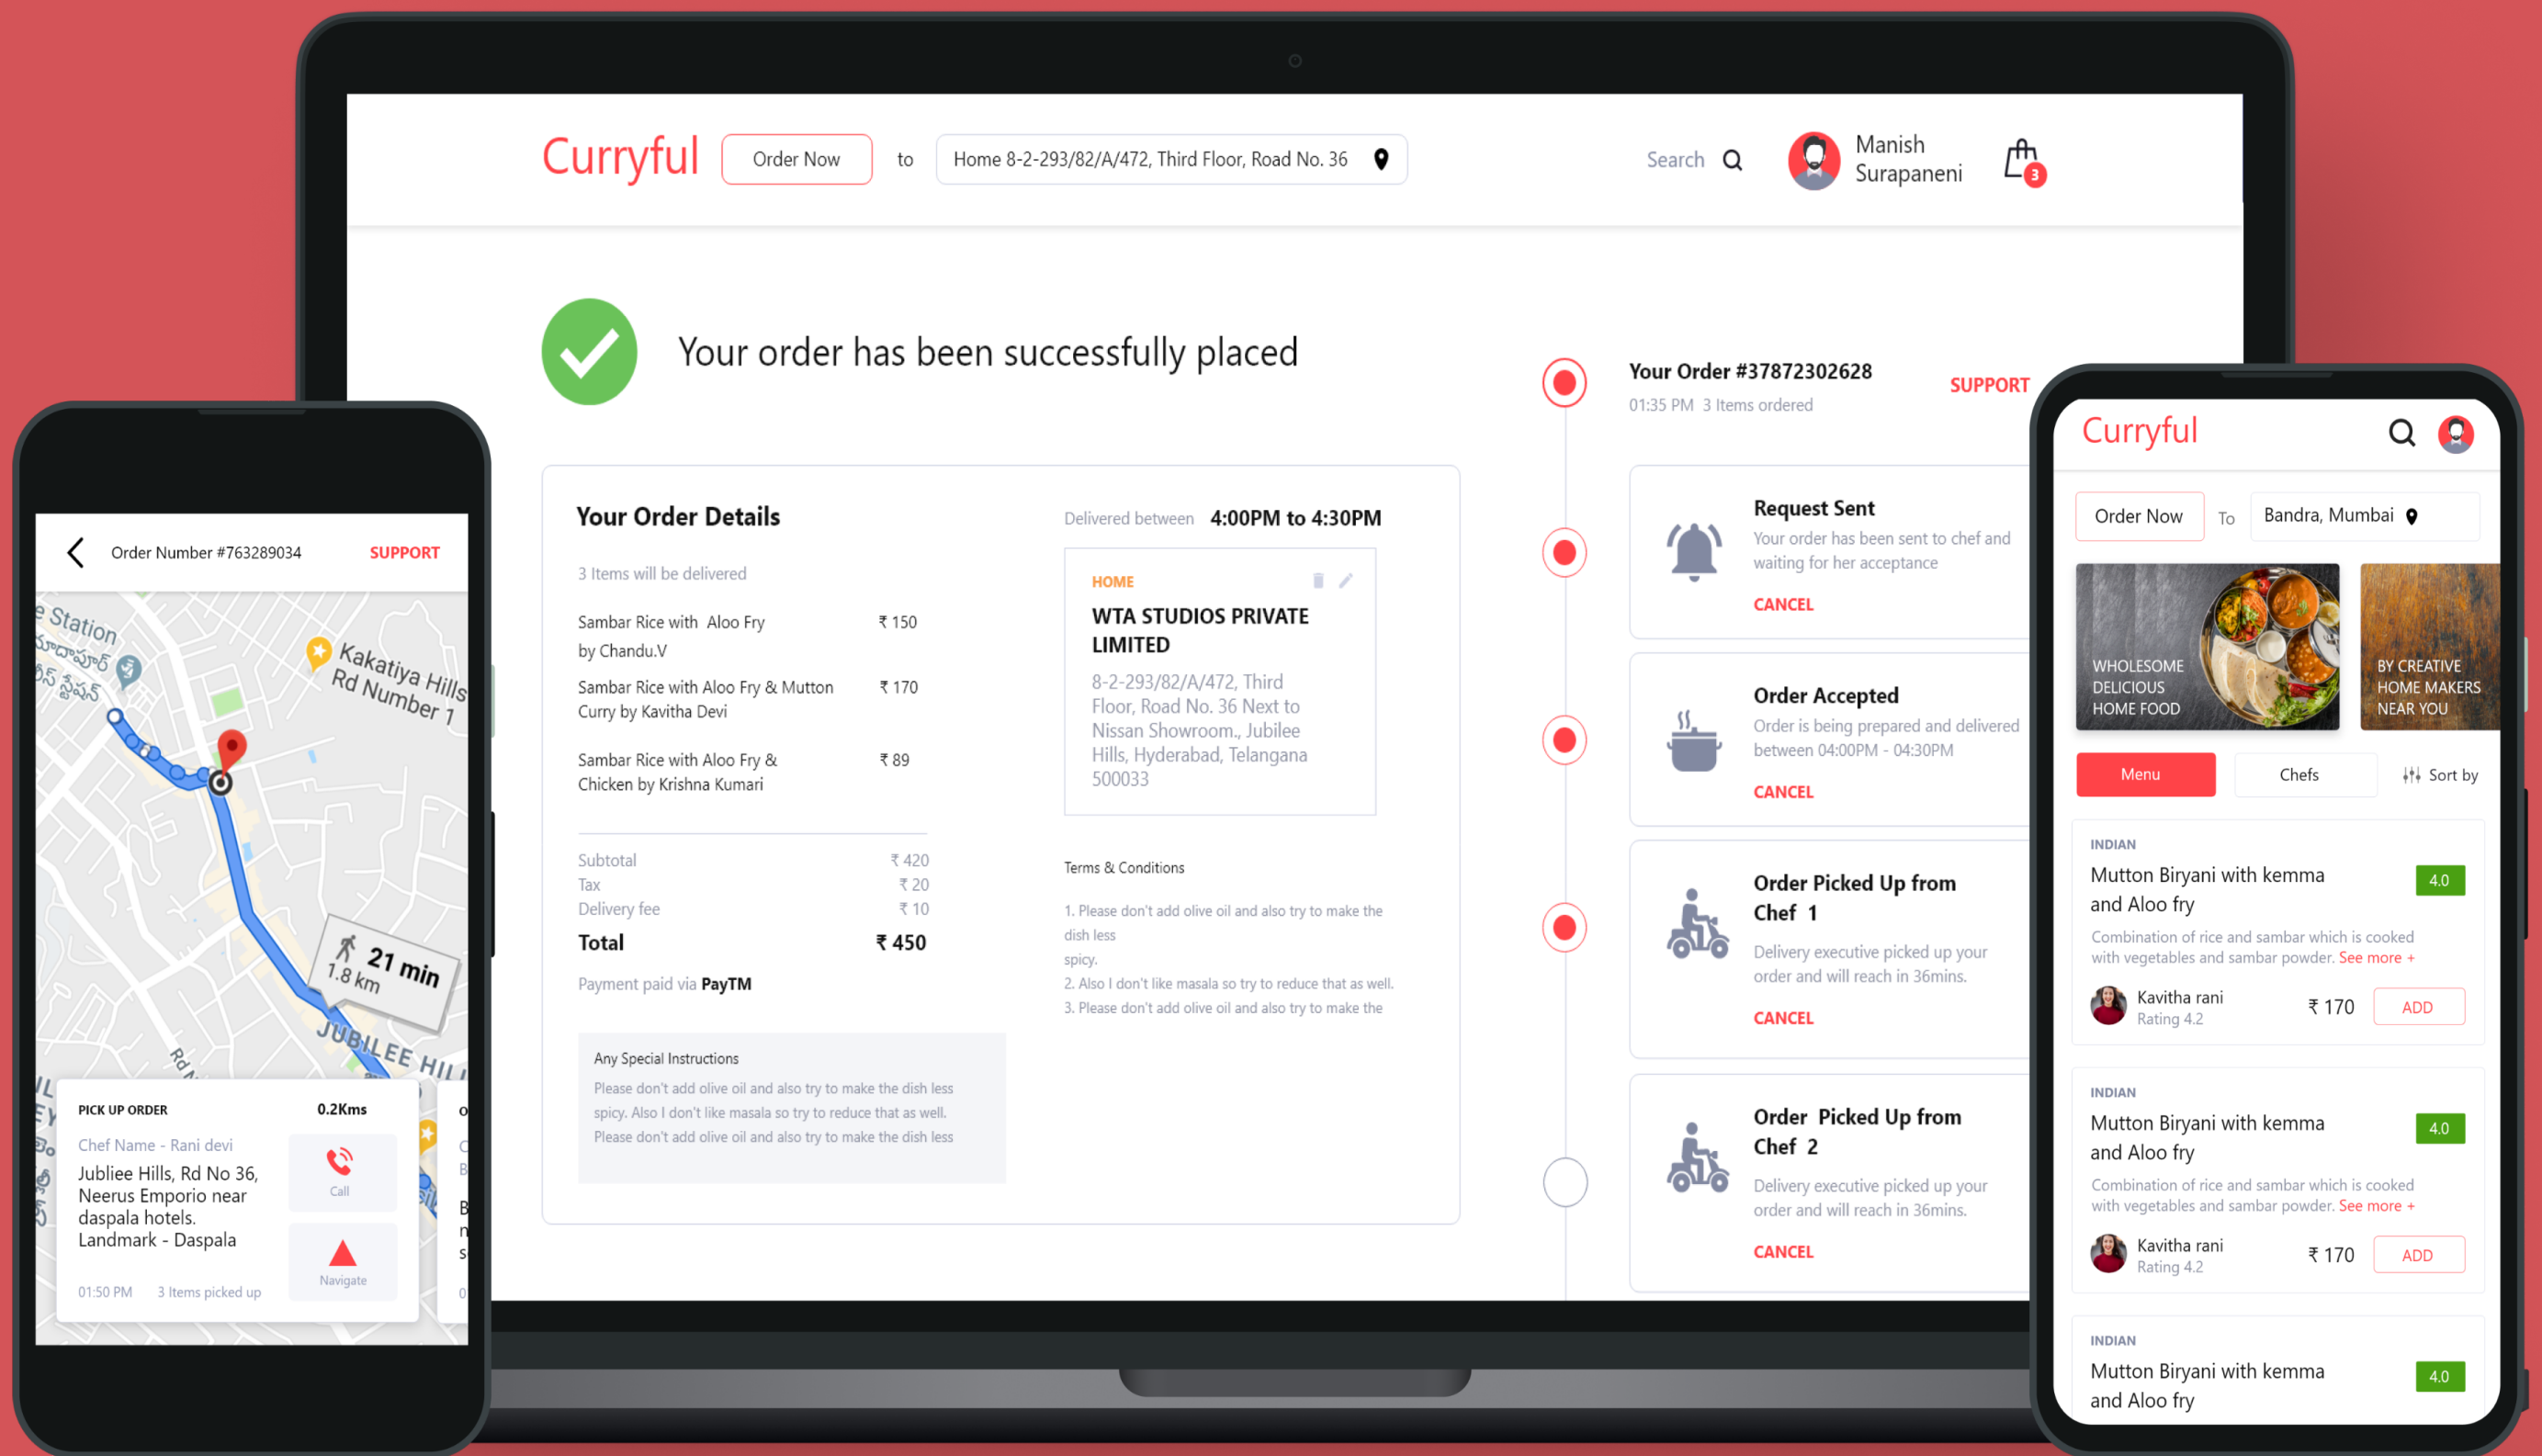 Curryful
Order Now
to
Home 8-2-293/82/A/472, Third Floor, Road No. 36
Search
Manish
Surapaneni
3
Your order has been successfully placed
Your Order Details
3 Items will be delivered
Sambar Rice with Aloo Fry
by Chandu.V
₹ 150
Sambar Rice with Aloo Fry & Mutton
Curry by Kavitha Devi
₹ 170
Sambar Rice with Aloo Fry &
Chicken by Krishna Kumari
₹ 89
Subtotal ₹ 420
Tax ₹ 20
Delivery fee ₹ 10
Total ₹ 450
Payment paid via PayTM
Any Special Instructions
Please don't add olive oil and also try to make the dish less
spicy. Also I don't like masala so try to reduce that as well.
Please don't add olive oil and also try to make the dish less
Delivered between 4:00PM to 4:30PM
HOME
WTA STUDIOS PRIVATE
LIMITED
8-2-293/82/A/472, Third
Floor, Road No. 36 Next to
Nissan Showroom., Jubilee
Hills, Hyderabad, Telangana
500033
Terms & Conditions
1. Please don't add olive oil and also try to make the
dish less
spicy.
2. Also I don't like masala so try to reduce that as well.
3. Please don't add olive oil and also try to make the
Your Order #37872302628
01:35 PM 3 Items ordered
SUPPORT
Request Sent
Your order has been sent to chef and
waiting for her acceptance
CANCEL
Order Accepted
Order is being prepared and delivered
between 04:00PM - 04:30PM
CANCEL
Order Picked Up from
Chef 1
Delivery executive picked up your
order and will reach in 36mins.
CANCEL
Order Picked Up from
Chef 2
Delivery executive picked up your
order and will reach in 36mins.
CANCEL
Order Number #763289034
SUPPORT
e Station
మాదాపూర్
స్టేషన్
Kakatiya Hills
Rd Number 1
21 min
1.8 km
JUBILEE HILL
PICK UP ORDER
0.2Kms
Chef Name - Rani devi
Jubliee Hills, Rd No 36,
Neerus Emporio near
daspala hotels.
Landmark - Daspala
01:50 PM 3 Items picked up
Call
Navigate
Curryful
Order Now
To
Bandra, Mumbai
WHOLESOME
DELICIOUS
HOME FOOD
BY CREATIVE
HOME MAKERS
NEAR YOU
Menu
Chefs
Sort by
INDIAN
Mutton Biryani with kemma
and Aloo fry
4.0
Combination of rice and sambar which is cooked
with vegetables and sambar powder. See more +
Kavitha rani
Rating 4.2
₹ 170
ADD
INDIAN
Mutton Biryani with kemma
and Aloo fry
4.0
Combination of rice and sambar which is cooked
with vegetables and sambar powder. See more +
Kavitha rani
Rating 4.2
₹ 170
ADD
INDIAN
Mutton Biryani with kemma
and Aloo fry
4.0